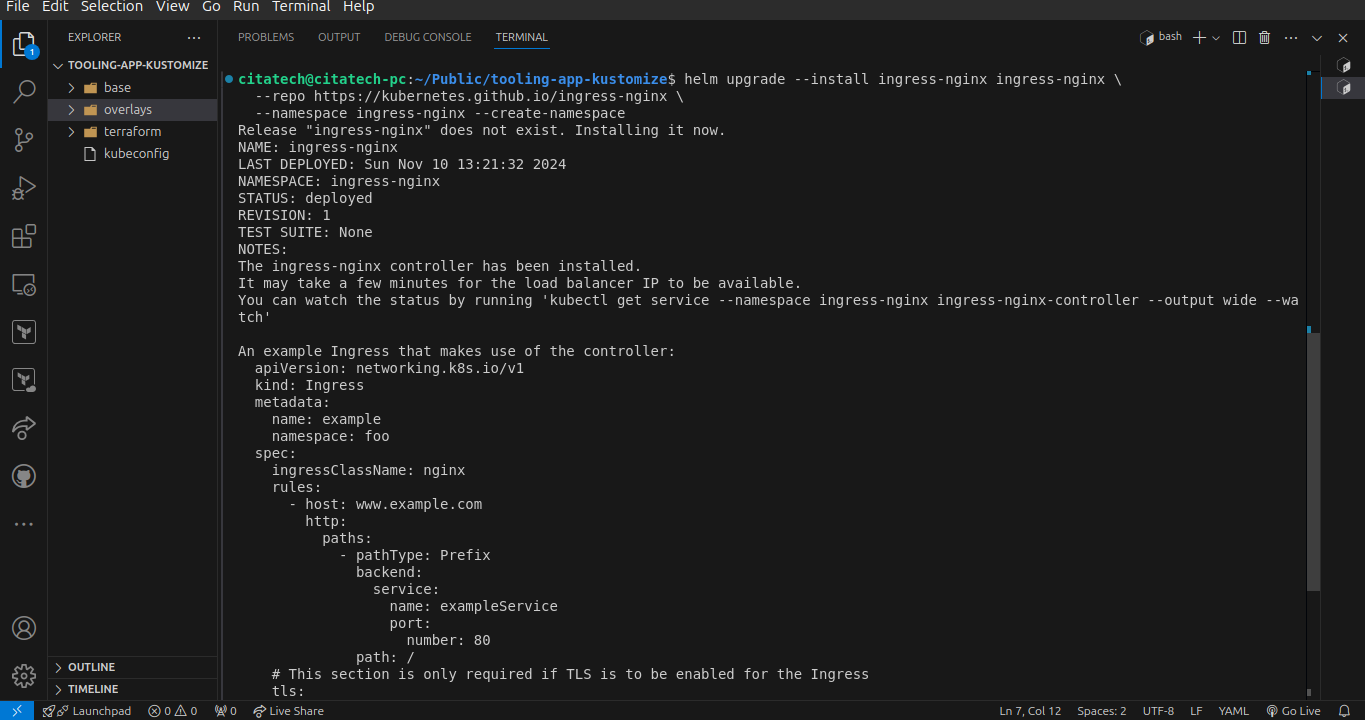 File Edit Selection View Go Run Terminal Help
EXPLORER
PROBLEMS OUTPUT DEBUG CONSOLE TERMINAL
bash
1
TOOLING-APP-KUSTOMIZE
base
overlays
terraform
kubeconfig
citatech@citatech-pc:~/Public/tooling-app-kustomize$ helm upgrade --install ingress-nginx ingress-nginx \
  --repo https://kubernetes.github.io/ingress-nginx \
  --namespace ingress-nginx --create-namespace
Release "ingress-nginx" does not exist. Installing it now.
NAME: ingress-nginx
LAST DEPLOYED: Sun Nov 10 13:21:32 2024
NAMESPACE: ingress-nginx
STATUS: deployed
REVISION: 1
TEST SUITE: None
NOTES:
The ingress-nginx controller has been installed.
It may take a few minutes for the load balancer IP to be available.
You can watch the status by running 'kubectl get service --namespace ingress-nginx ingress-nginx-controller --output wide --wa
tch'
An example Ingress that makes use of the controller:
  apiVersion: networking.k8s.io/v1
  kind: Ingress
  metadata:
    name: example
    namespace: foo
  spec:
    ingressClassName: nginx
    rules:
      - host: www.example.com
        http:
          paths:
            - pathType: Prefix
              backend:
                service:
                  name: exampleService
                  port:
                    number: 80
              path: /
    # This section is only required if TLS is to be enabled for the Ingress
    tls:
OUTLINE
TIMELINE
Launchpad 0 0 0 Live Share
Ln 7, Col 12 Spaces: 2 UTF-8 LF YAML Go Live